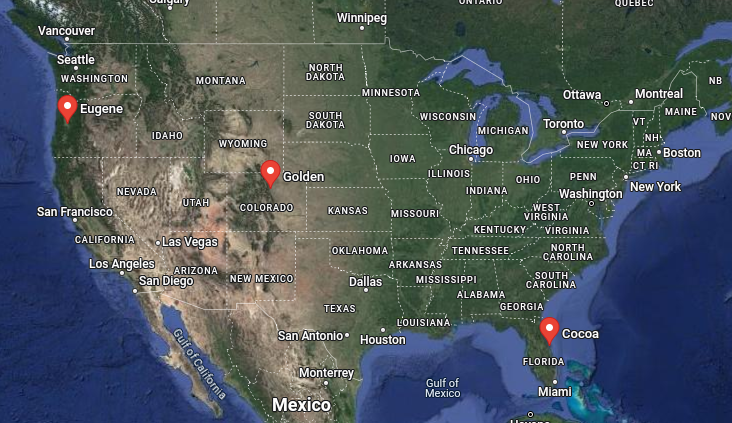 Calgary
ONTARIO
QUEBEC
Winnipeg
Vancouver
Seattle
WASHINGTON
MONTANA
NORTH
DAKOTA
MINNESOTA
Ottawa
Montreal
NB
MAINE
NOV
Eugene
IDAHO
SOUTH
DAKOTA
WISCONSIN
MICHIGAN
Toronto
VT
NH
NEW YORK
MA
Boston
CT RI
WYOMING
IOWA
Chicago
ILLINOIS
INDIANA
OHIO
PENN
New York
Golden
NEVADA
UTAH
COLORADO
KANSAS
MISSOURI
Washington
WEST
VIRGINIA
KENTUCKY
VIRGINIA
San Francisco
CALIFORNIA
Las Vegas
OKLAHOMA
TENNESSEE
NORTH
CAROLINA
Los Angeles
ARIZONA
NEW MEXICO
ARKANSAS
San Diego
Dallas
MISSISSIPPI
SOUTH
CAROLINA
ALABAMA
GEORGIA
TEXAS
LOUISIANA
San Antonio
Houston
Cocoa
Gulf of California
FLORIDA
Monterrey
Gulf of
Mexico
Miami
Mexico
Havana